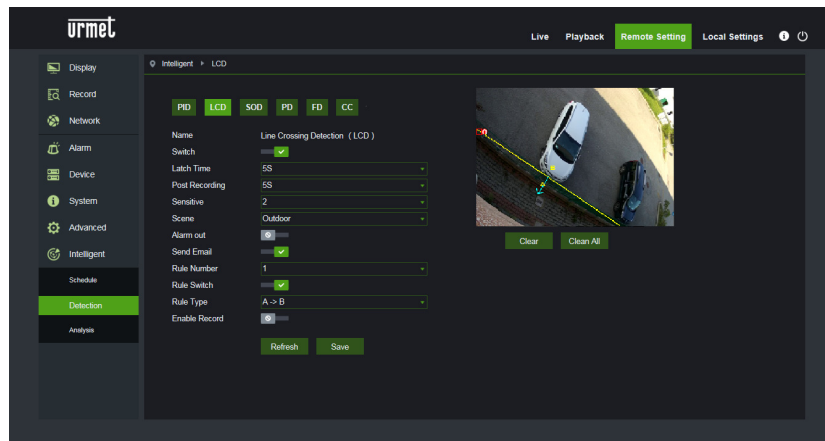 urmet
Live Playback Remote Setting Local Settings
Display
Record
Network
Alarm
Device
System
Advanced
Intelligent
Schedule
Detection
Analysis
Intelligent LCD
PID LCD SOD PD FD CC
Name Line Crossing Detection ( LCD )
Switch
Latch Time 5S
Post Recording 5S
Sensitive 2
Scene Outdoor
Alarm out
Send Email
Rule Number 1
Rule Switch
Rule Type A -> B
Enable Record
Refresh Save
Clear Clean All